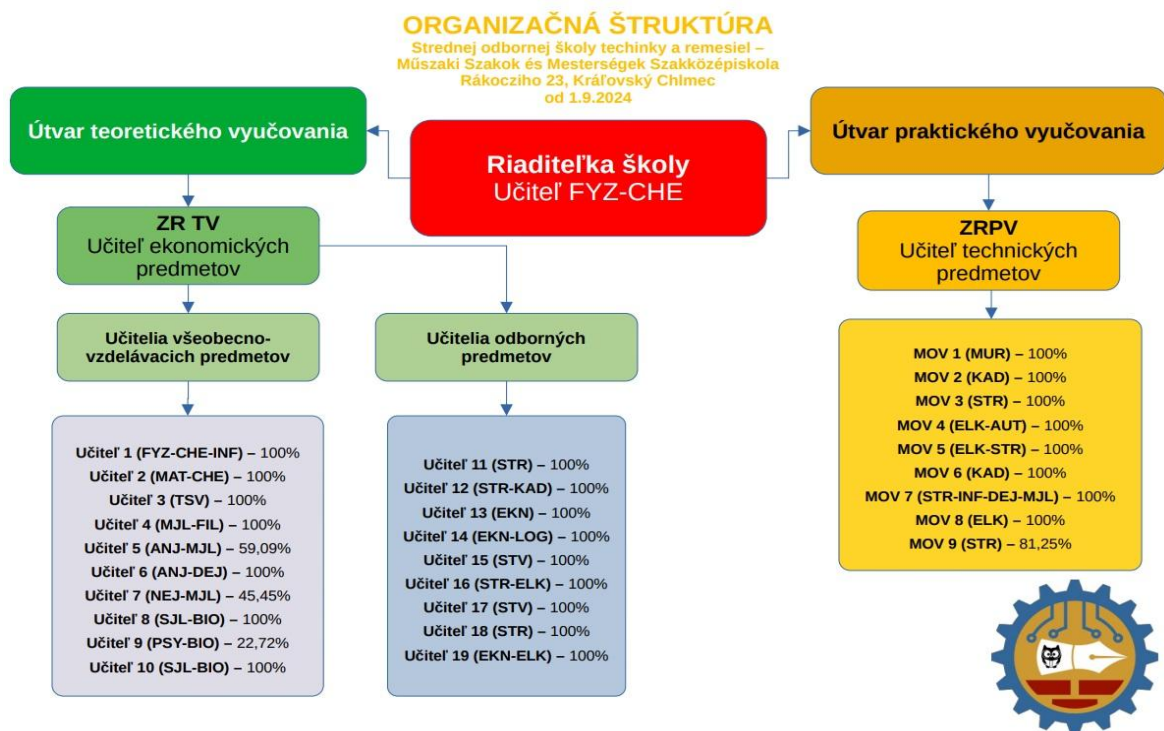 ORGANIZAČNÁ ŠTRUKTÚRA
Strednej odbornej školy techinky a remesiel –
Műszaki Szakok és Mesterségek Szakközépiskola
Rákocziho 23, Kráľovský Chlmec
od 1.9.2024
Útvar teoretického vyučovania
Riaditeľka školy
Učiteľ FYZ-CHE
Útvar praktického vyučovania
ZR TV
Učiteľ ekonomických
predmetov
ZRPV
Učiteľ technických
predmetov
Učitelia všeobecno-
vzdelávacich predmetov
Učitelia odborných
predmetov
Učiteľ 1 (FYZ-CHE-INF) – 100%
Učiteľ 2 (MAT-CHE) – 100%
Učiteľ 3 (TSV) – 100%
Učiteľ 4 (MJL-FIL) – 100%
Učiteľ 5 (ANJ-MJL) – 59,09%
Učiteľ 6 (ANJ-DEJ) – 100%
Učiteľ 7 (NEJ-MJL) – 45,45%
Učiteľ 8 (SJL-BIO) – 100%
Učiteľ 9 (PSY-BIO) – 22,72%
Učiteľ 10 (SJL-BIO) – 100%
Učiteľ 11 (STR) – 100%
Učiteľ 12 (STR-KAD) – 100%
Učiteľ 13 (EKN) – 100%
Učiteľ 14 (EKN-LOG) – 100%
Učiteľ 15 (STV) – 100%
Učiteľ 16 (STR-ELK) – 100%
Učiteľ 17 (STV) – 100%
Učiteľ 18 (STR) – 100%
Učiteľ 19 (EKN-ELK) – 100%
MOV 1 (MUR) – 100%
MOV 2 (KAD) – 100%
MOV 3 (STR) – 100%
MOV 4 (ELK-AUT) – 100%
MOV 5 (ELK-STR) – 100%
MOV 6 (KAD) – 100%
MOV 7 (STR-INF-DEJ-MJL) – 100%
MOV 8 (ELK) – 100%
MOV 9 (STR) – 81,25%